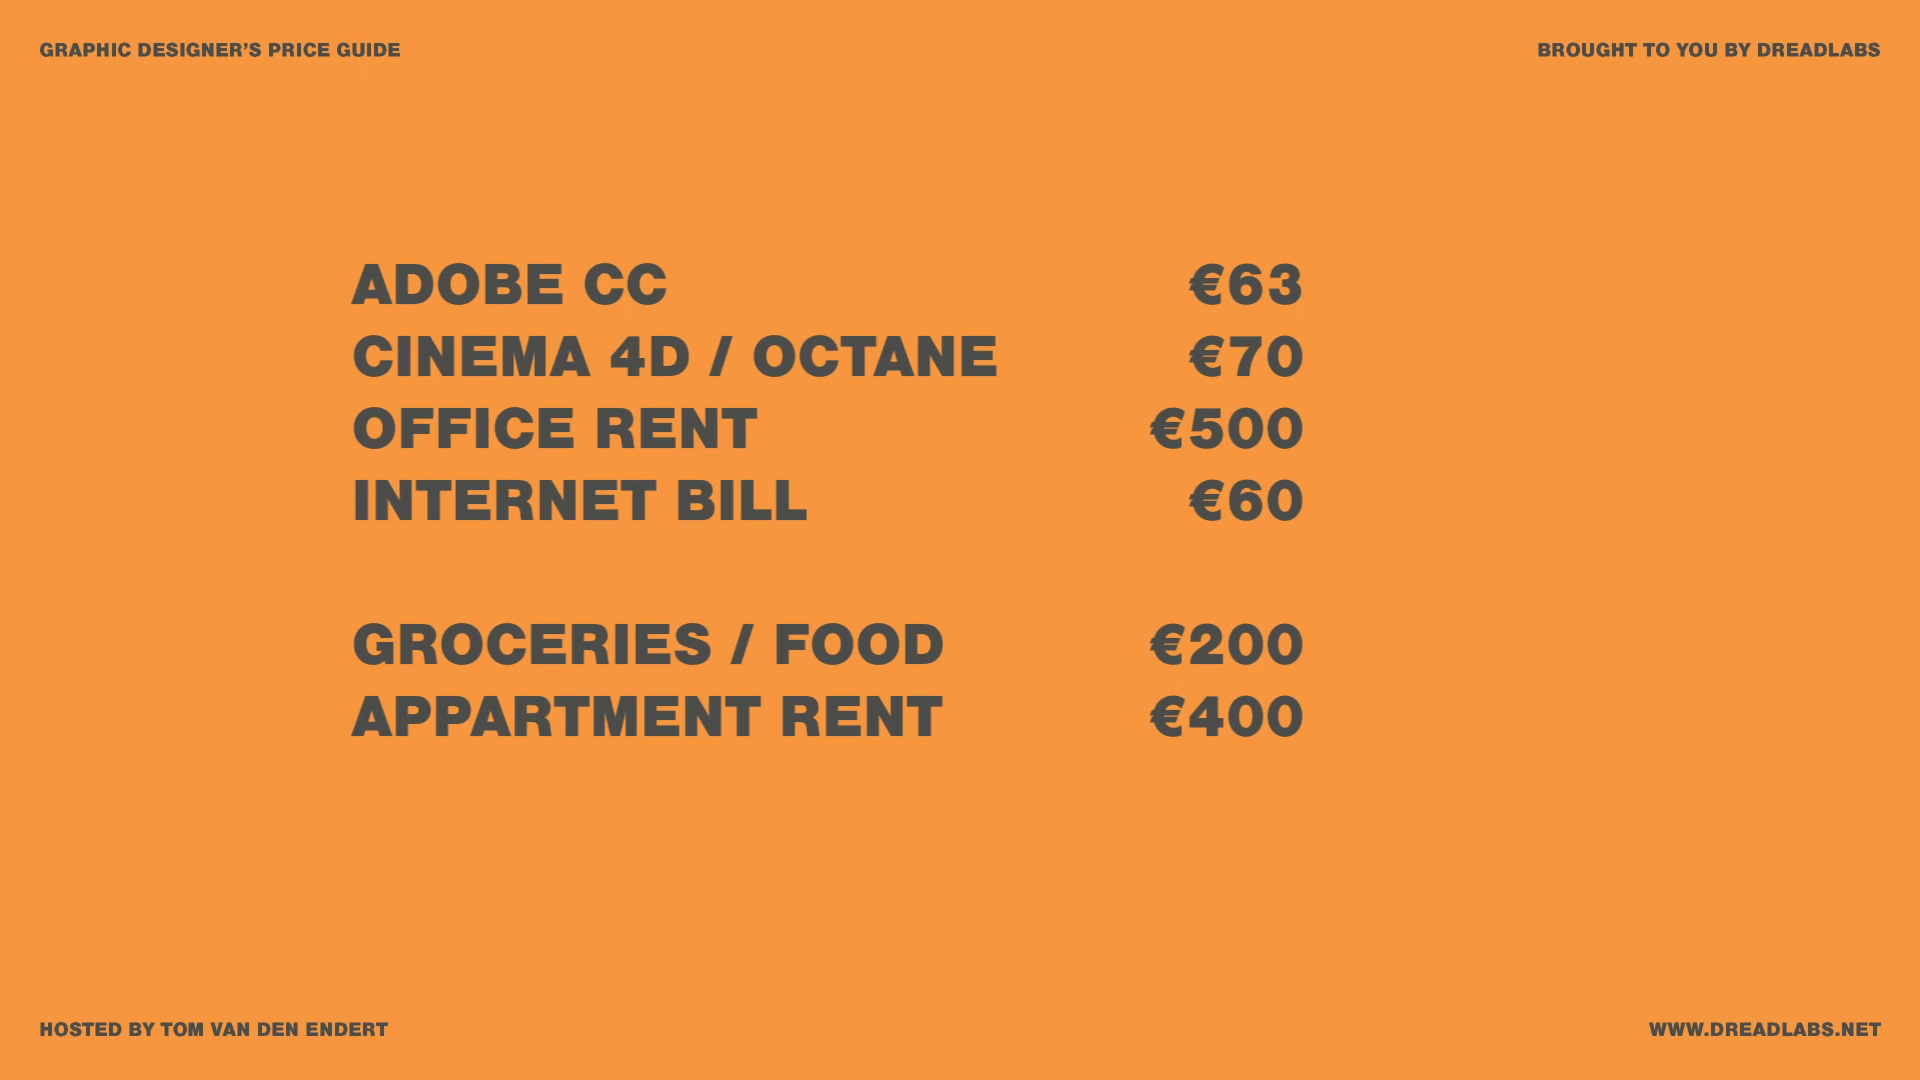 GRAPHIC DESIGNER’S PRICE GUIDE
BROUGHT TO YOU BY DREADLABS
ADOBE CC €63
CINEMA 4D / OCTANE €70
OFFICE RENT €500
INTERNET BILL €60
GROCERIES / FOOD €200
APPARTMENT RENT €400
HOSTED BY TOM VAN DEN ENDERT
WWW.DREADLABS.NET